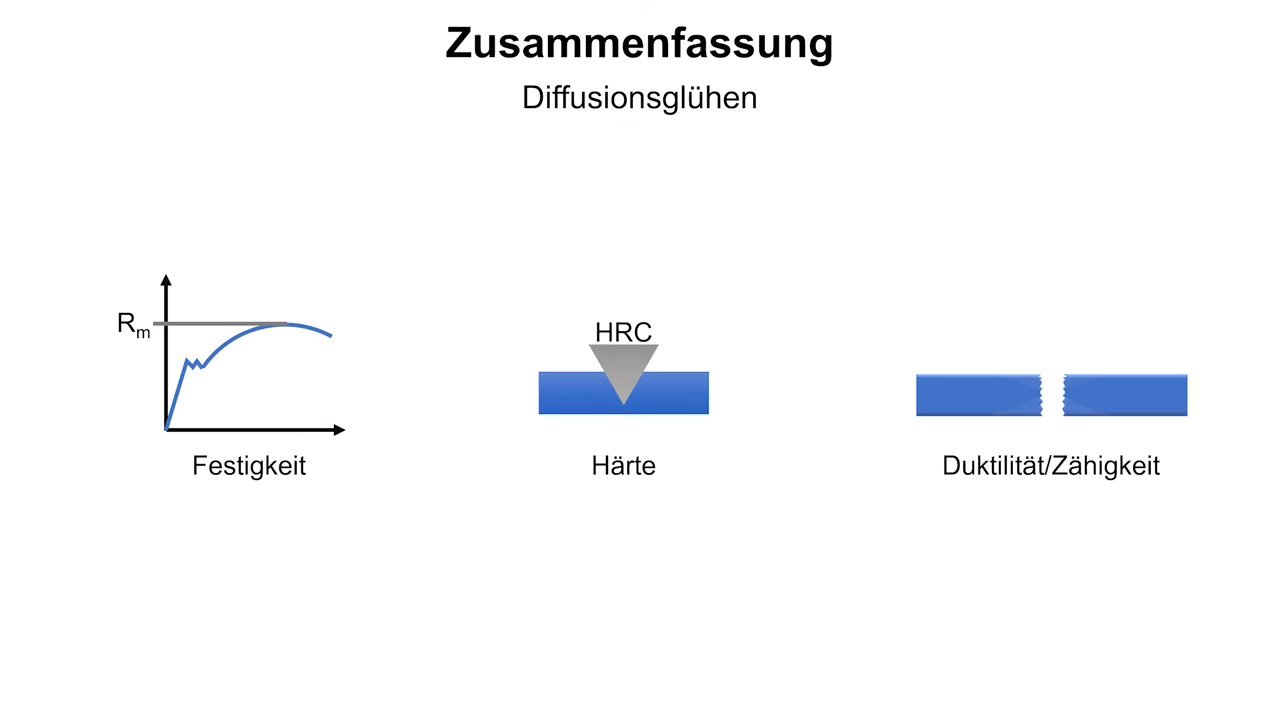 Zusammenfassung
Diffusionsglühen
Rm
HRC
Festigkeit
Härte
Duktilität/Zähigkeit